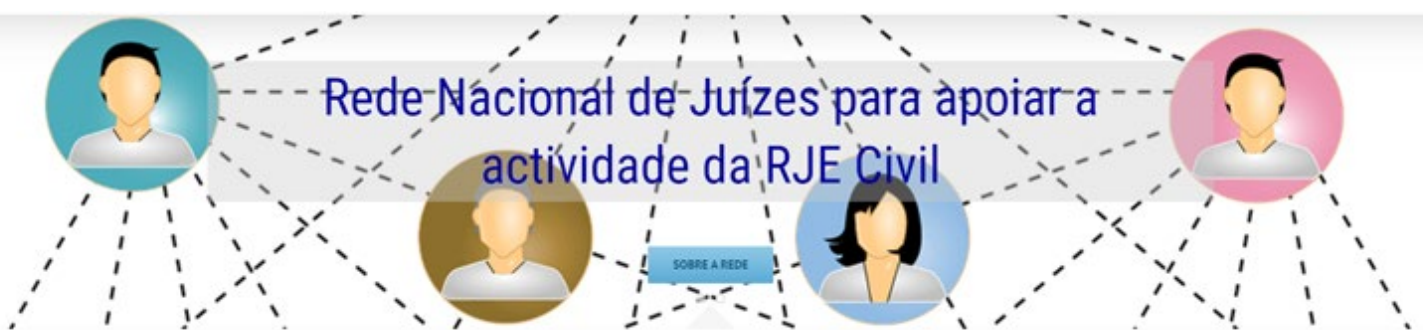 Rede Nacional de Juízes para apoiar a
actividade da RJE Civil
SOBRE A REDE